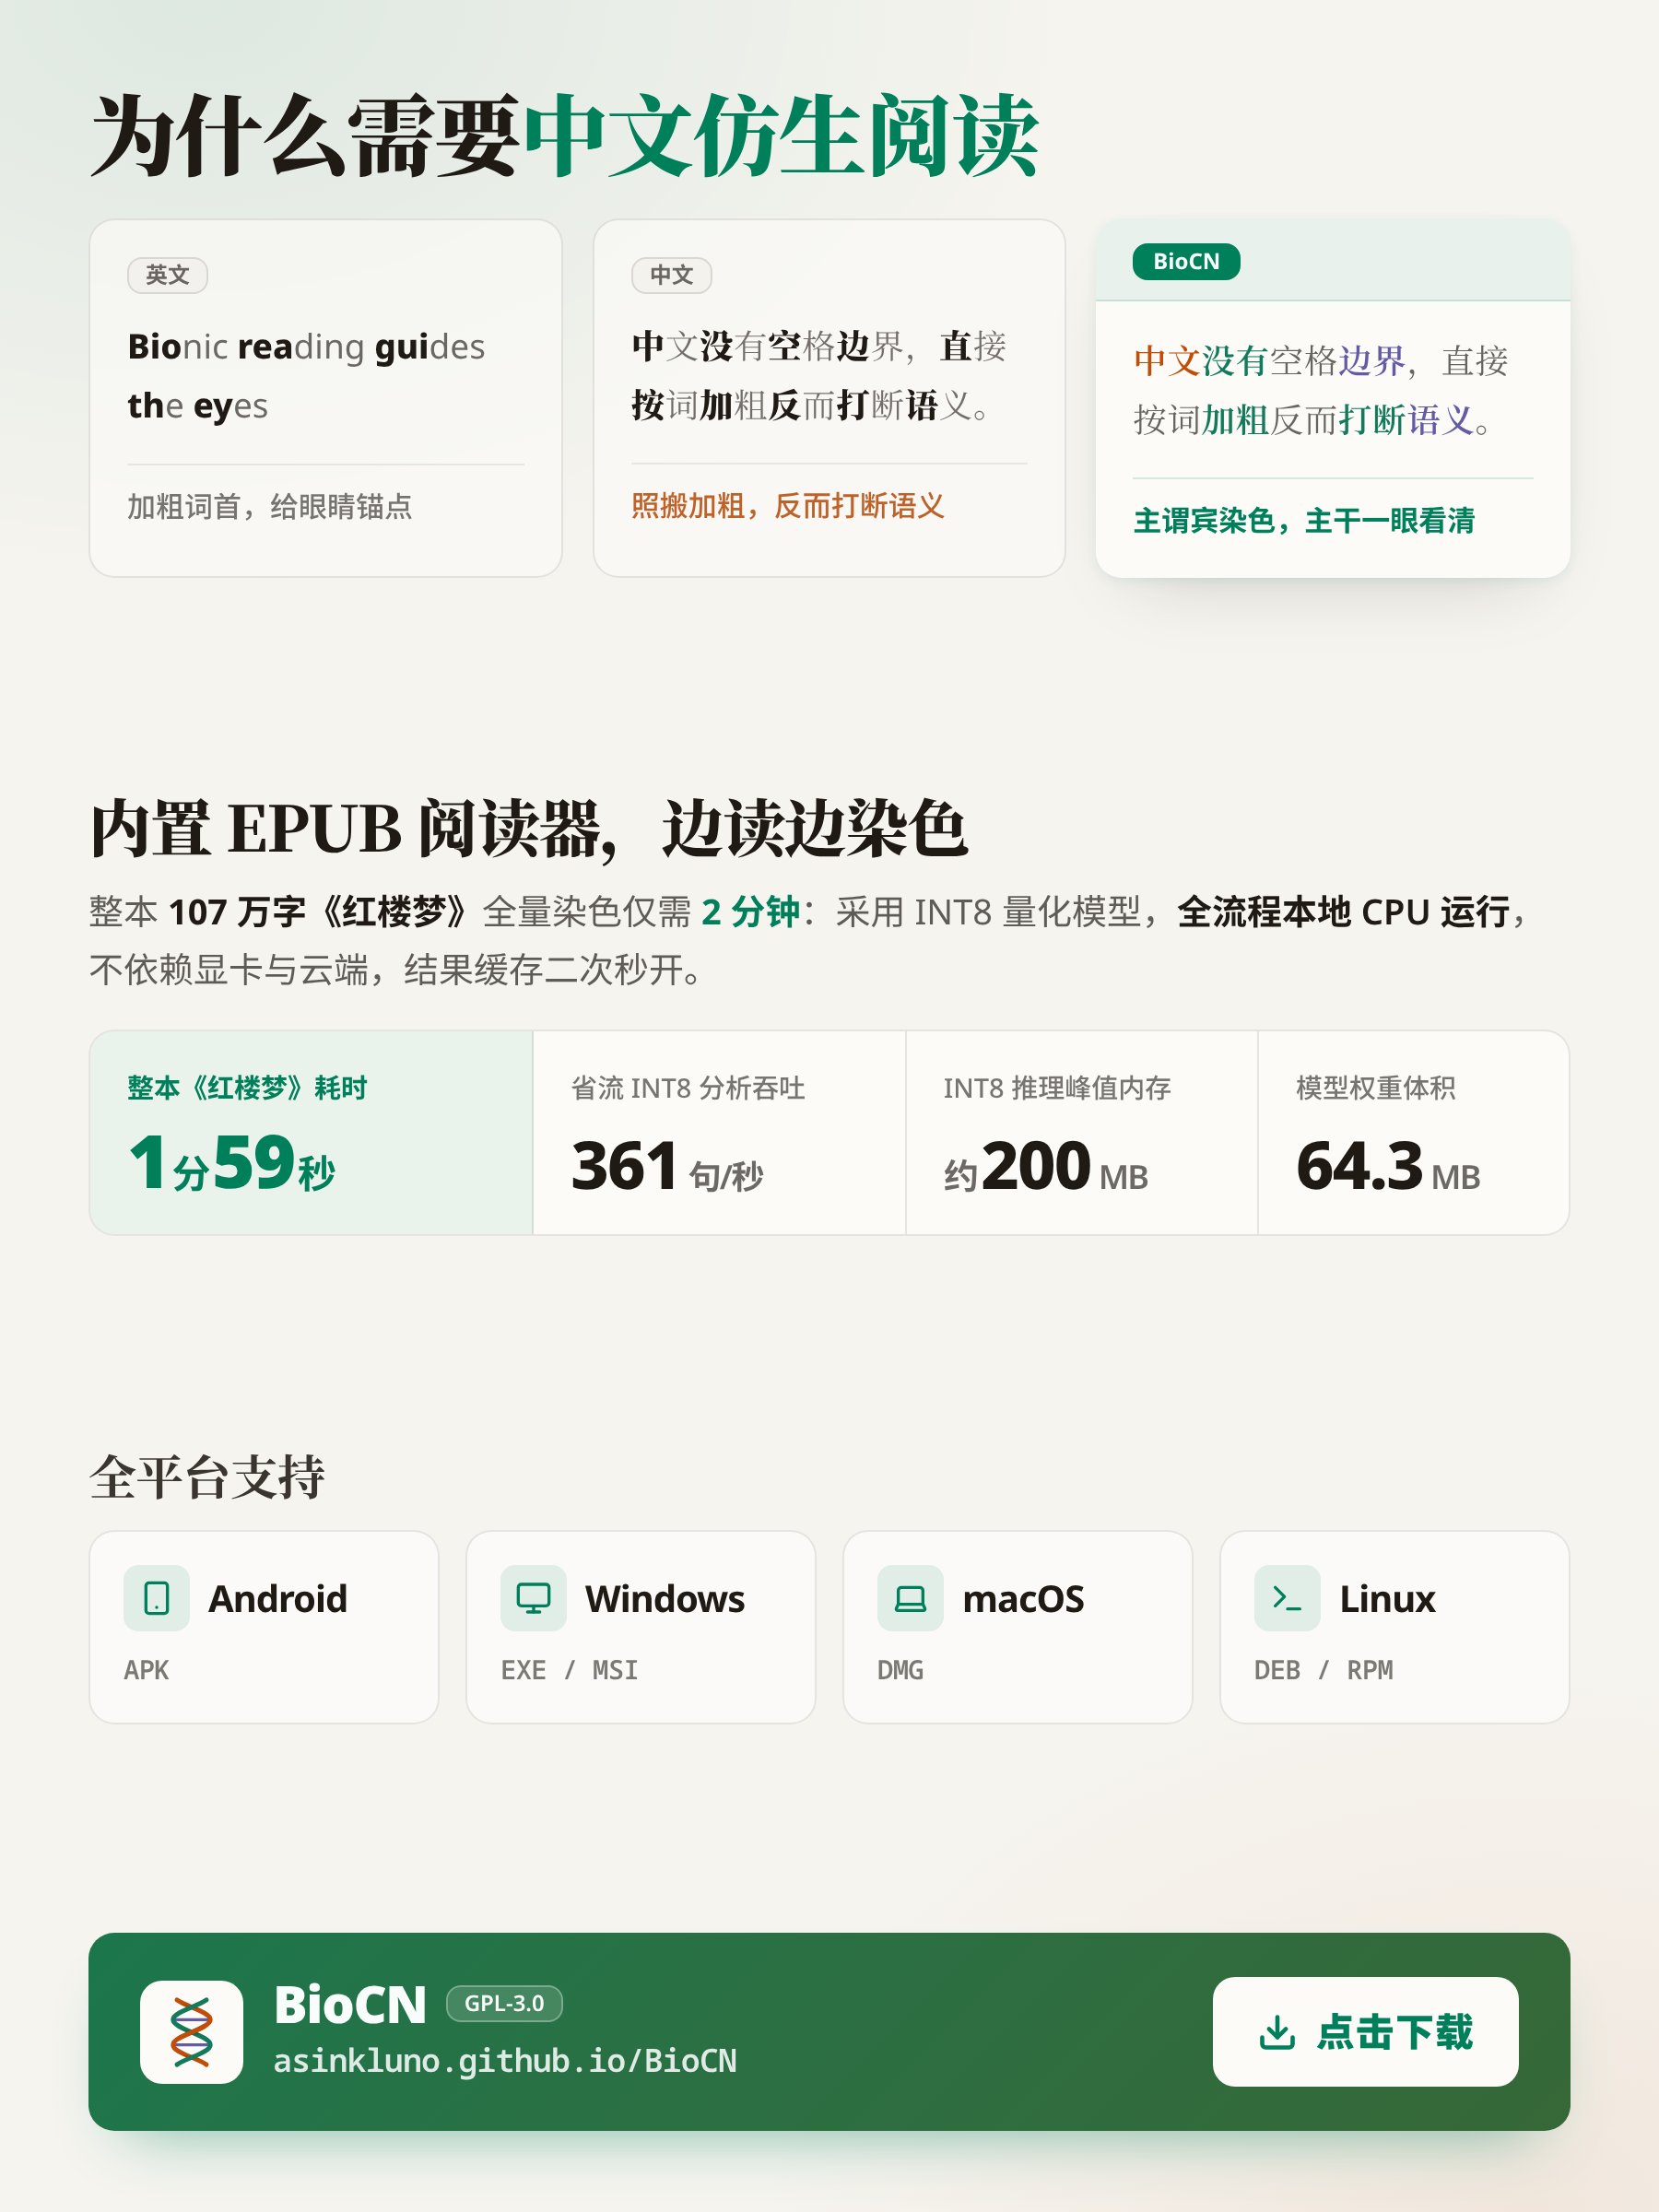 为什么需要中文仿生阅读
英文
Bionic reading guides
the eyes
加粗词首，给眼睛锚点
中文
中文没有空格边界，直接
按词加粗反而打断语义。
照搬加粗，反而打断语义
BioCN
中文没有空格边界，直接
按词加粗反而打断语义。
主谓宾染色，主干一眼看清
内置 EPUB 阅读器，边读边染色
整本 107 万字《红楼梦》全量染色仅需 2 分钟：采用 INT8 量化模型，全流程本地 CPU 运行，
不依赖显卡与云端，结果缓存二次秒开。
整本《红楼梦》耗时
1分59秒
省流 INT8 分析吞吐
361 句/秒
INT8 推理峰值内存
约200 MB
模型权重体积
64.3 MB
全平台支持
Android
APK
Windows
EXE / MSI
macOS
DMG
Linux
DEB / RPM
BioCN GPL-3.0
asinkluno.github.io/BioCN
点击下载